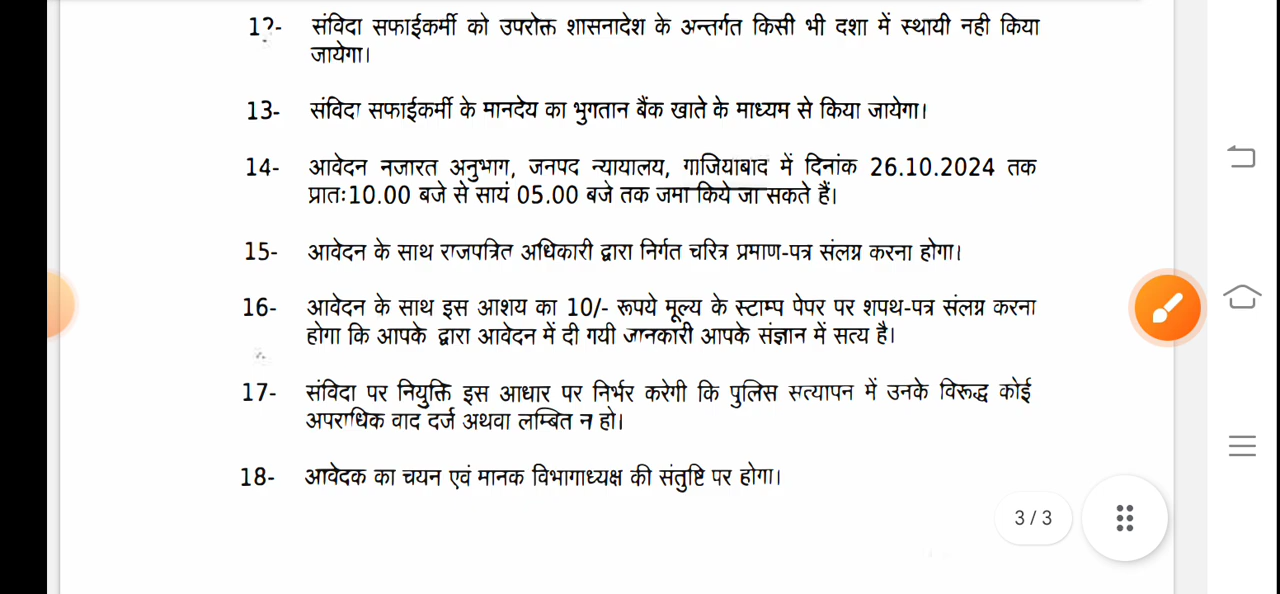 12- संविदा सफाईकर्मी को उपरोक्त शासनादेश के अन्तर्गत किसी भी दशा में स्थायी नही किया
जायेगा।
13- संविदा सफाईकर्मी के मानदेय का भुगतान बैंक खाते के माध्यम से किया जायेगा।
14- आवेदन नजारत अनुभाग, जनपद न्यायालय, गाजियाबाद में दिनांक 26.10.2024 तक
प्रातः10.00 बजे से सायं 05.00 बजे तक जमा किये जा सकते हैं।
15- आवेदन के साथ राजपत्रित अधिकारी द्वारा निर्गत चरित्र प्रमाण-पत्र संलग्न करना होगा।
16- आवेदन के साथ इस आशय का 10/- रूपये मूल्य के स्टाम्प पेपर पर शपथ-पत्र संलग्न करना
होगा कि आपके द्वारा आवेदन में दी गयी जानकारी आपके संज्ञान में सत्य है।
17- संविदा पर नियुक्ति इस आधार पर निर्भर करेगी कि पुलिस सत्यापन में उनके विरूद्ध कोई
अपराधिक वाद दर्ज अथवा लम्बित न हो।
18- आवेदक का चयन एवं मानक विभागाध्यक्ष की संतुष्टि पर होगा।
3 / 3